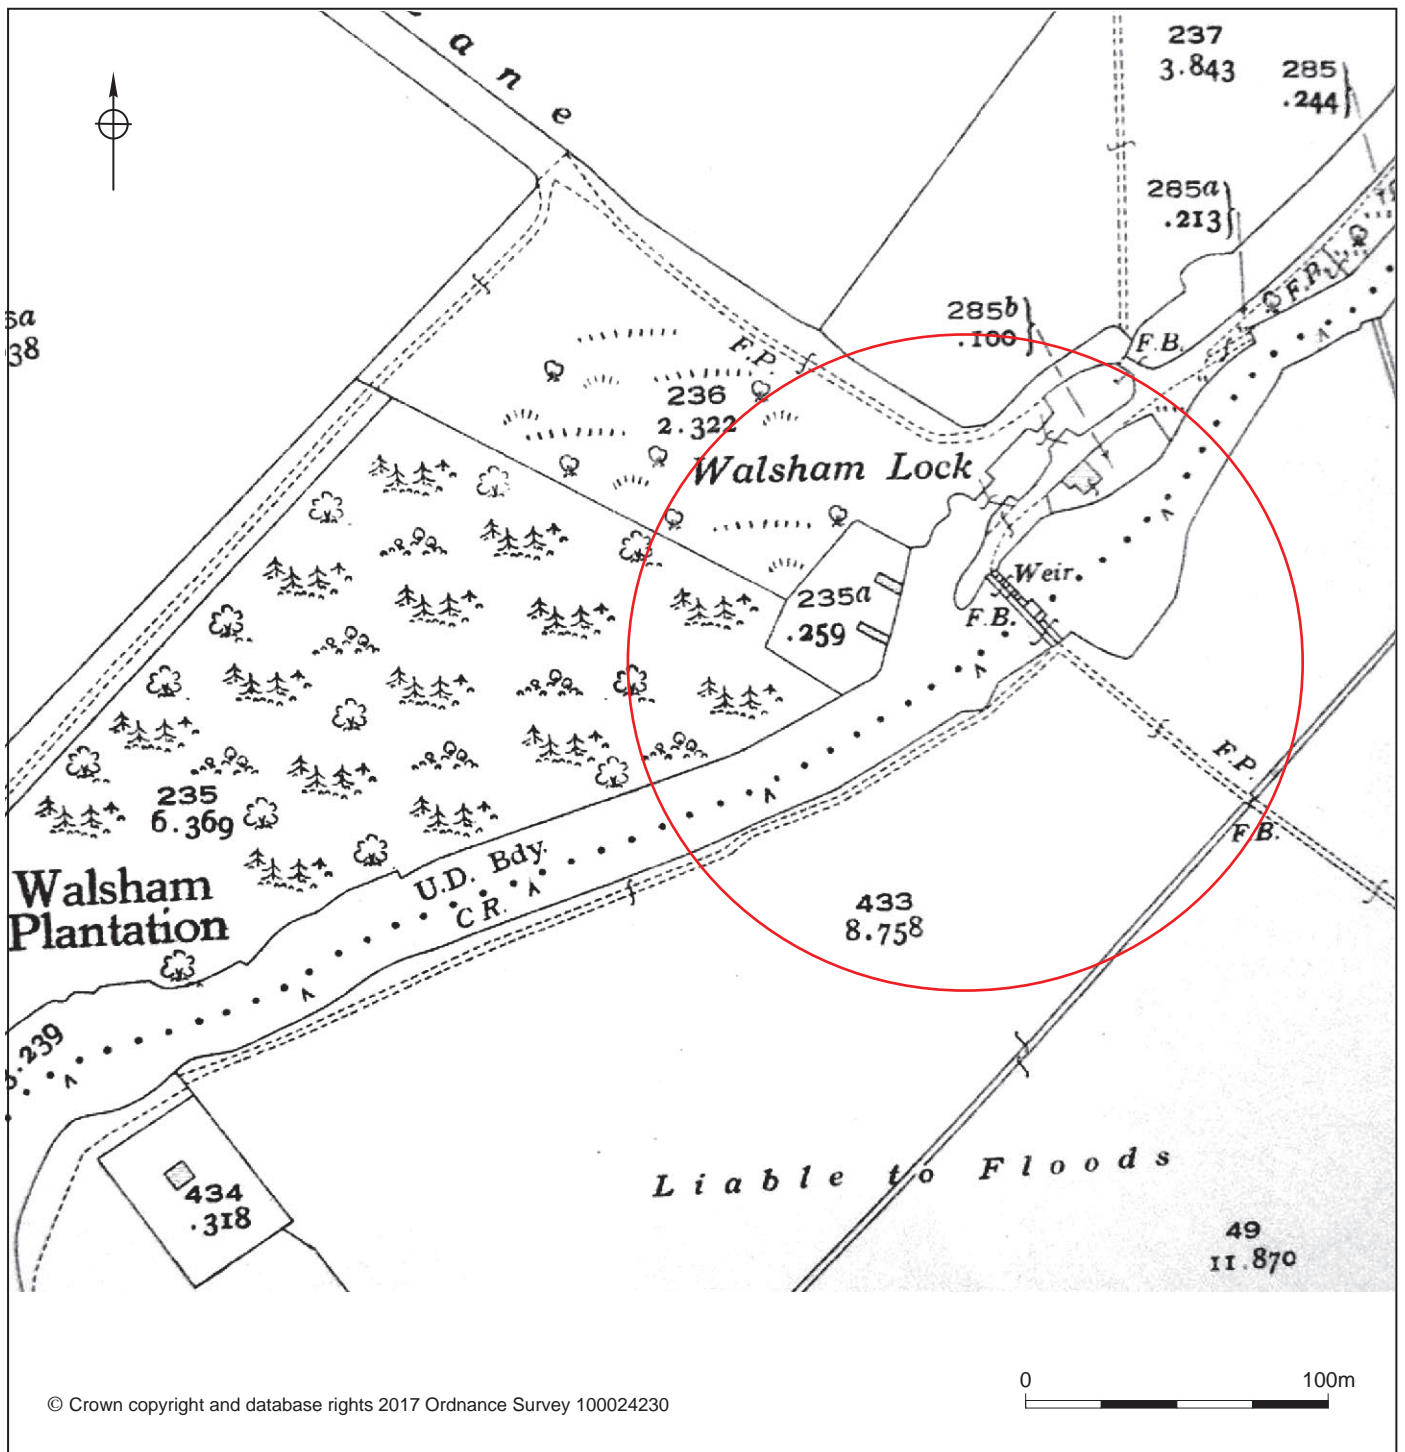 ane
237
3.843
285
.244
285a
.213
285b
.100
F.B.
F.P.
F.P.
236
2.322
Walsham Lock
38
235a
.259
Weir
F.B.
F.P.
F.B.
235
6.369
Walsham
Plantation
U.D. Bdy.
C.R.
433
8.758
.239
434
.318
Liable to Floods
49
11.870
0 100m
© Crown copyright and database rights 2017 Ordnance Survey 100024230